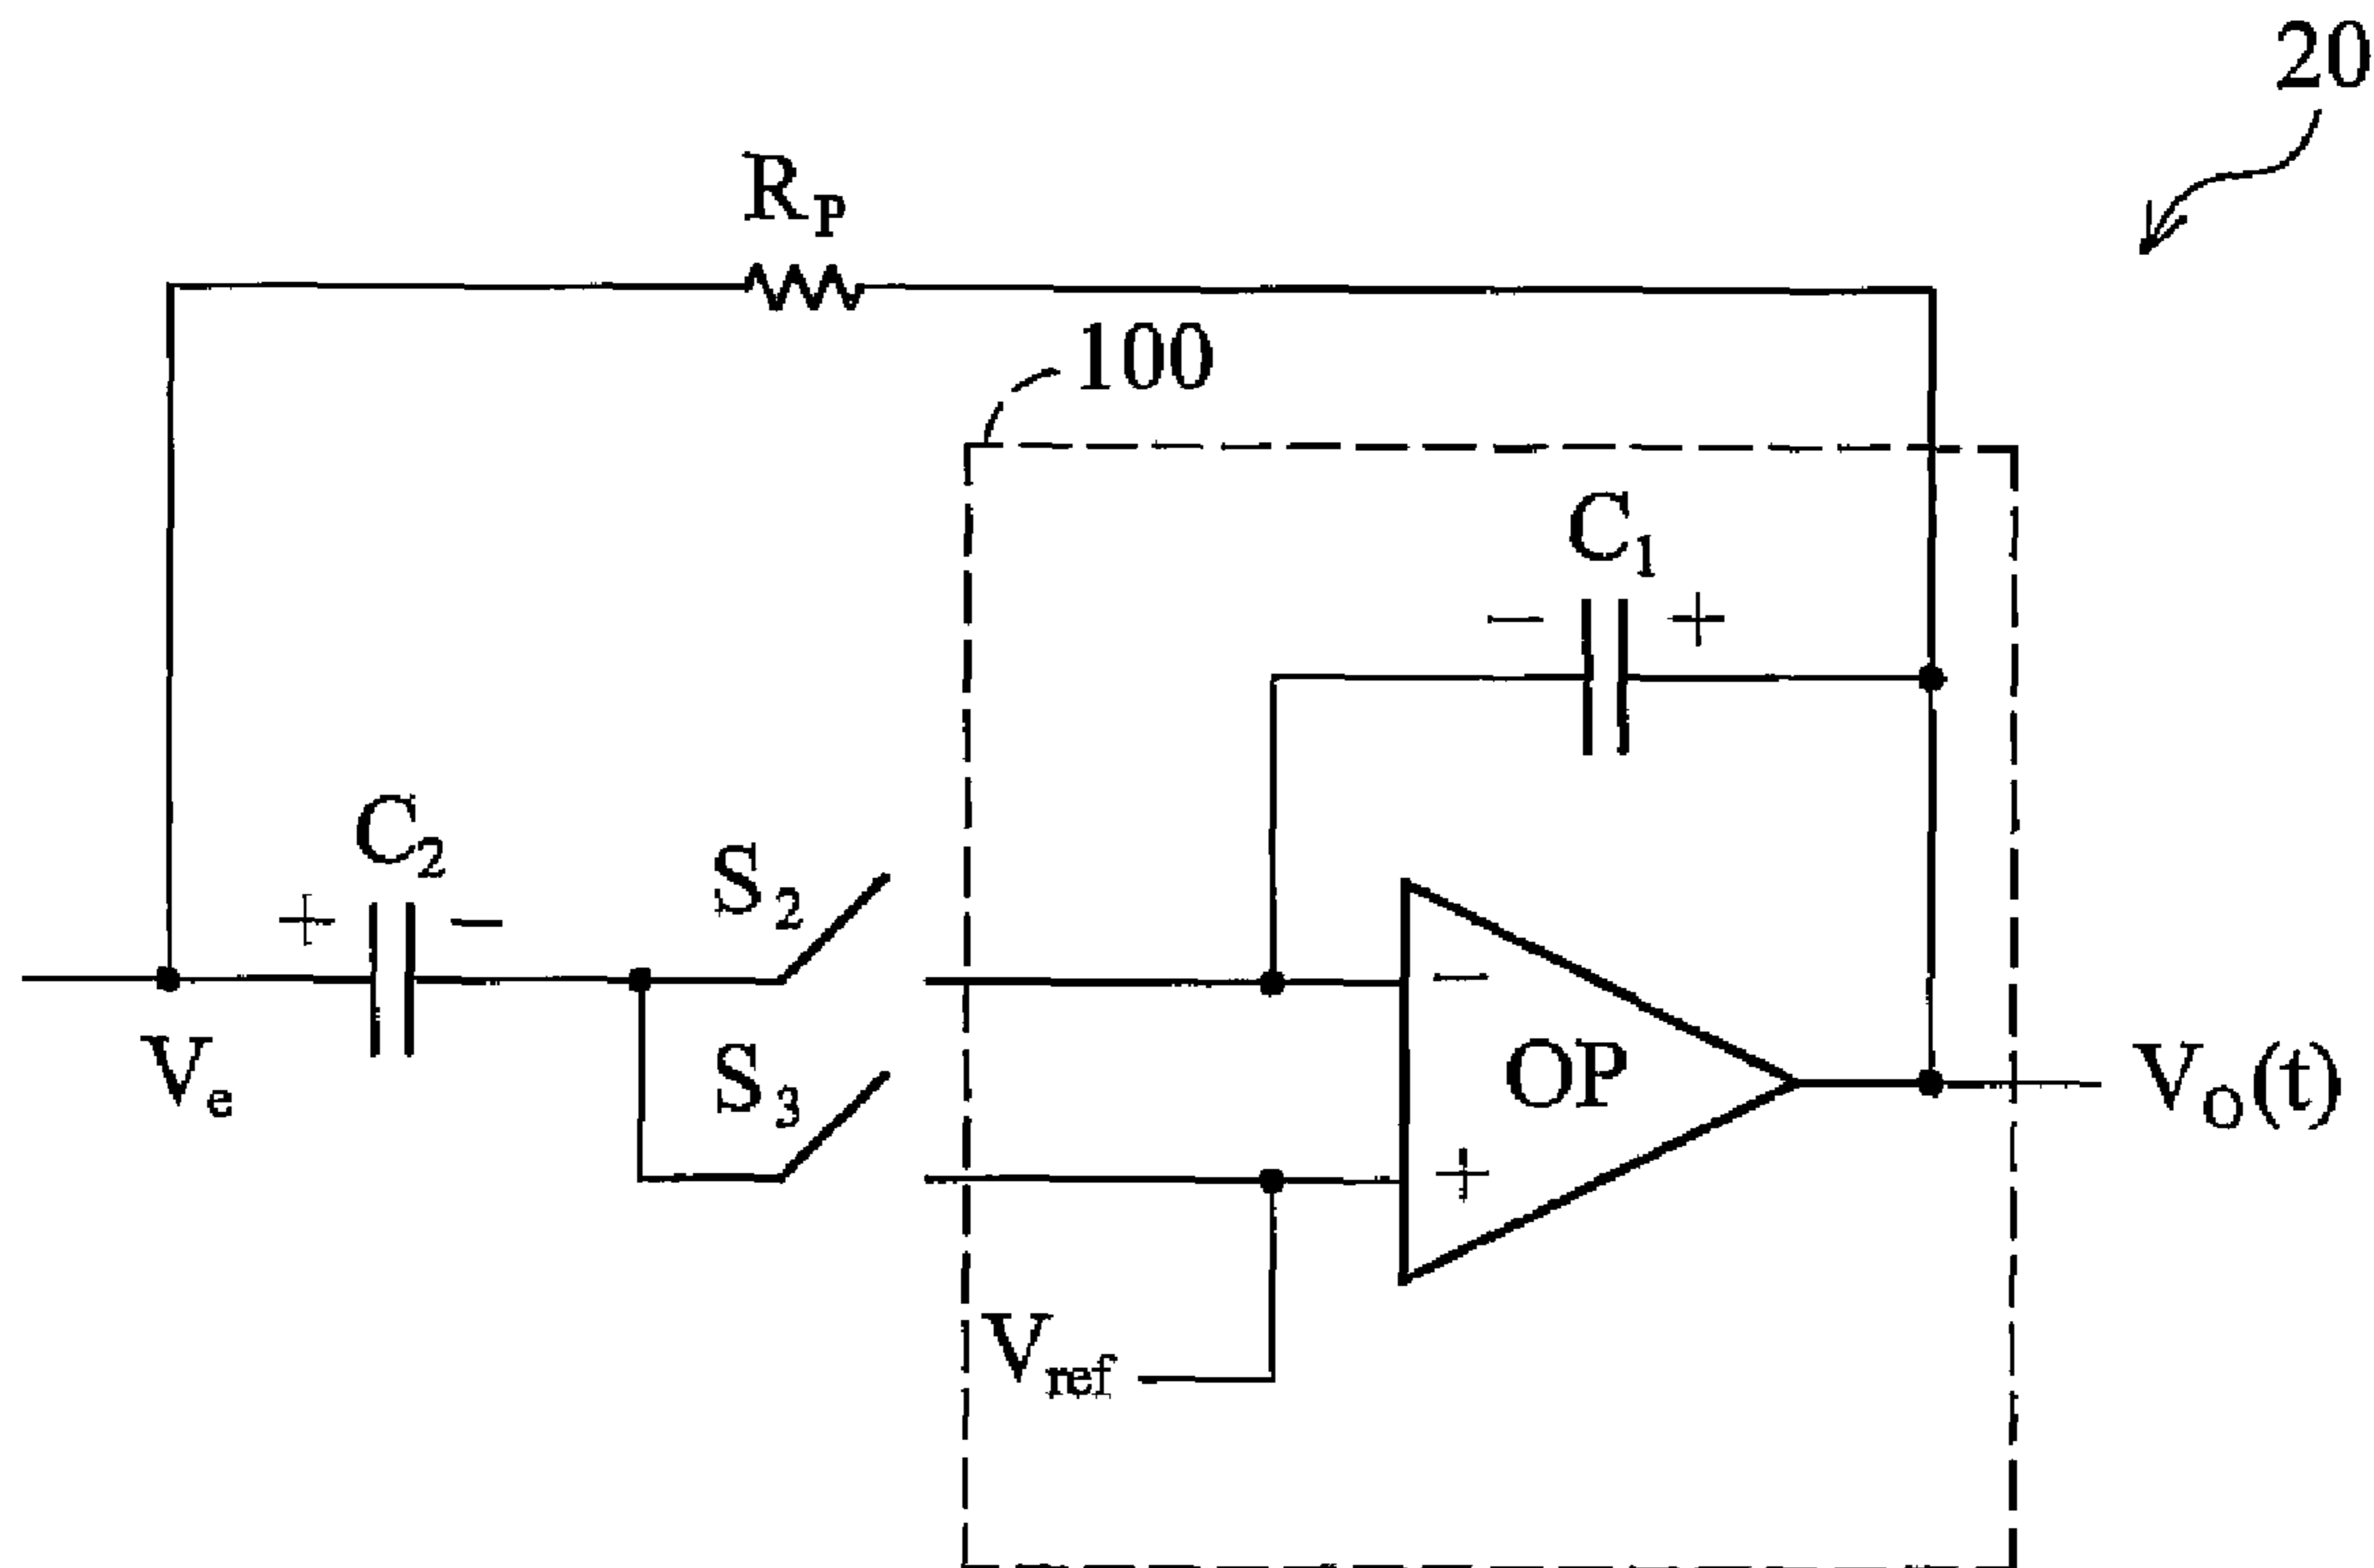 20
R_P
100
C_1
− +
C_2
+ −
S_2
−
V_e
S_3
OP
V_O(t)
+
V_ref